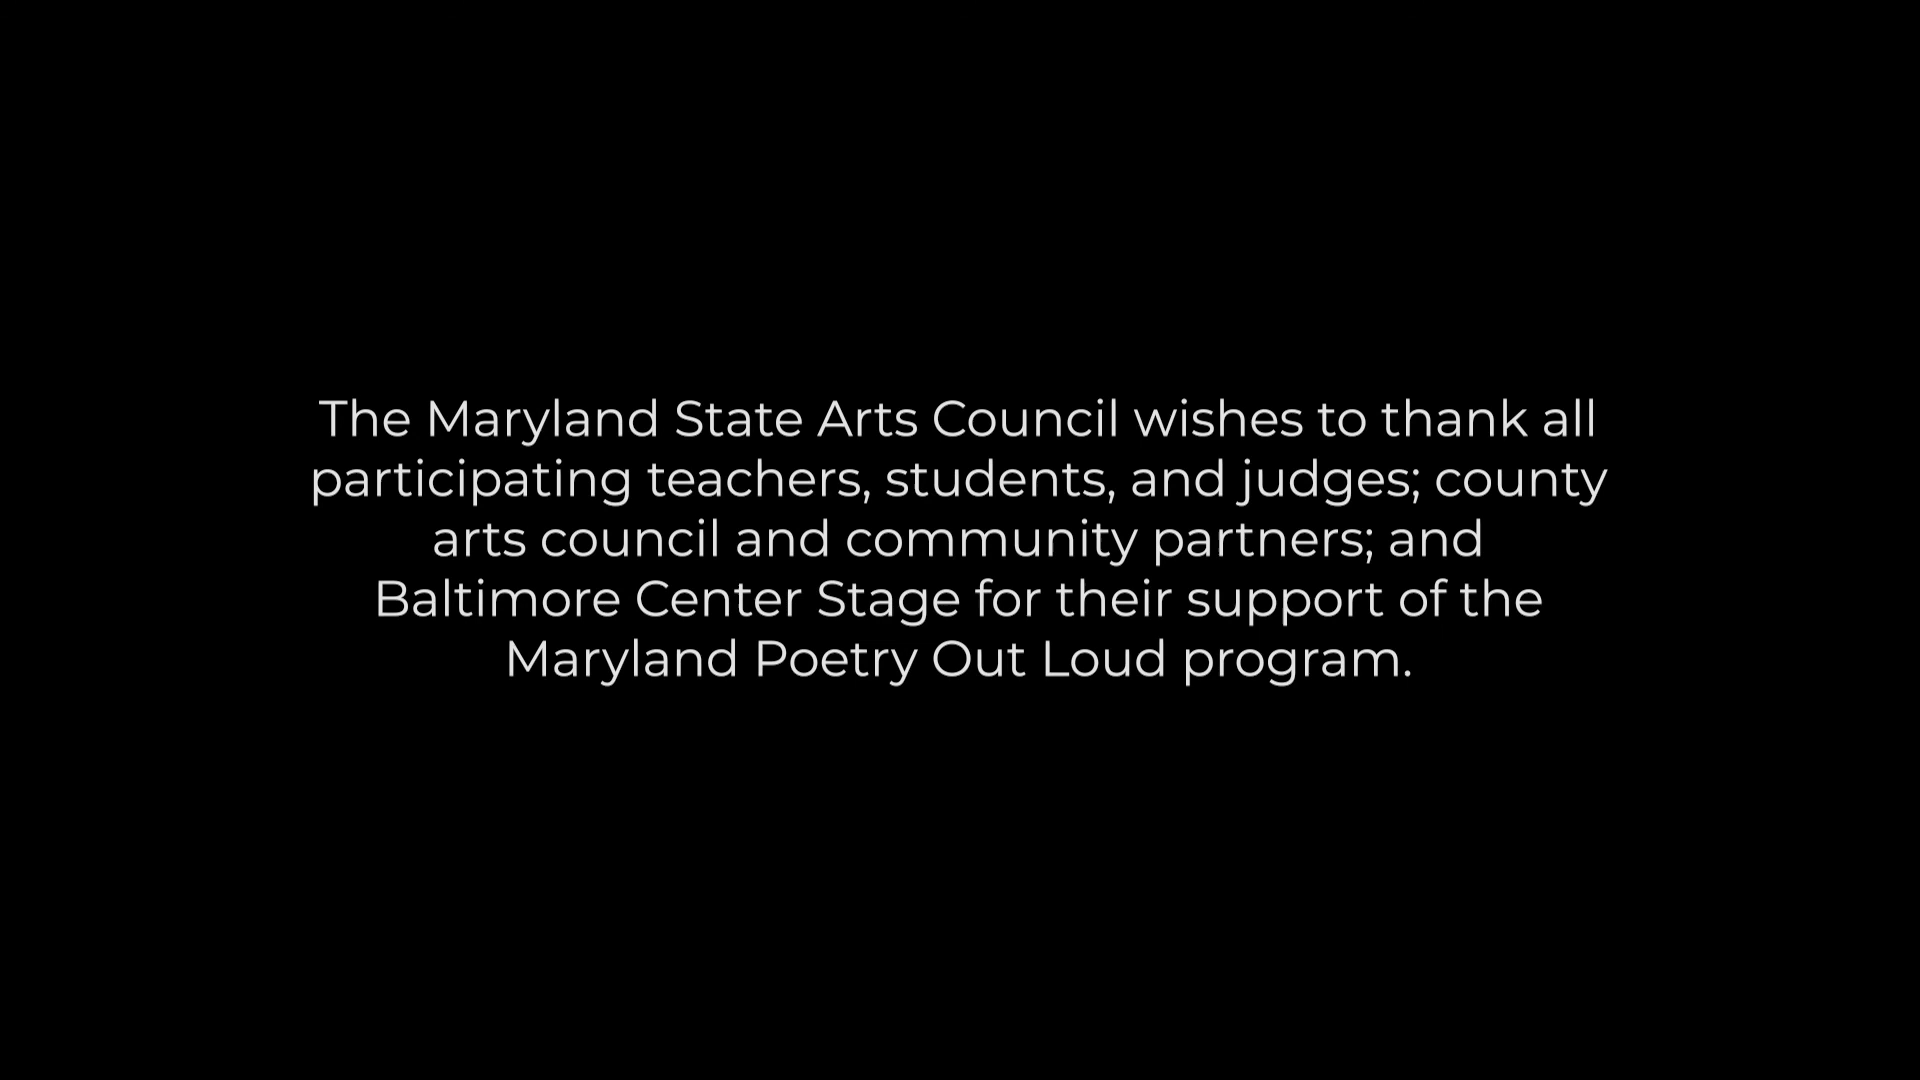 The Maryland State Arts Council wishes to thank all
participating teachers, students, and judges; county
arts council and community partners; and
Baltimore Center Stage for their support of the
Maryland Poetry Out Loud program.